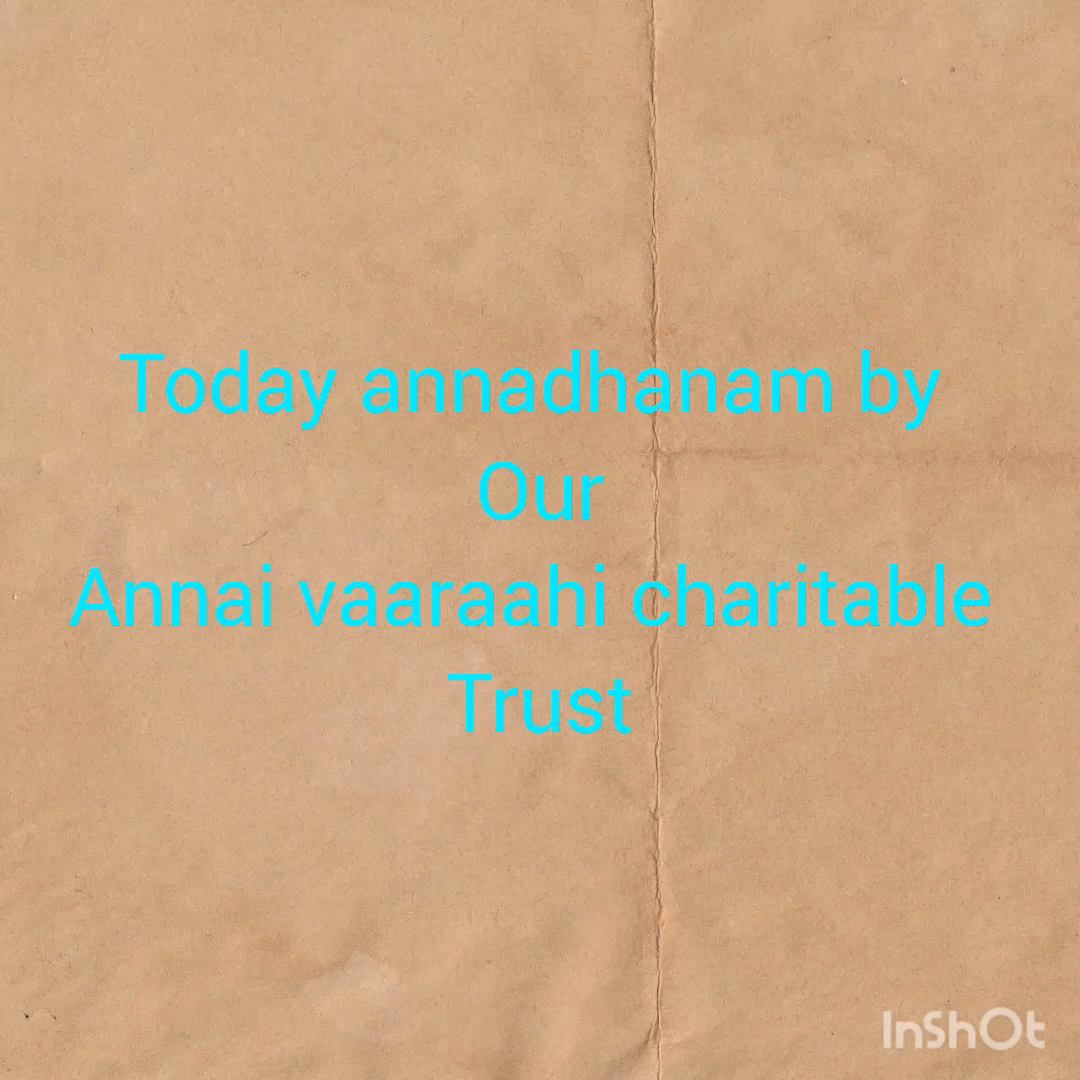 Today annadhanam by
Our
Annai vaaraahi charitable
Trust
InShOt